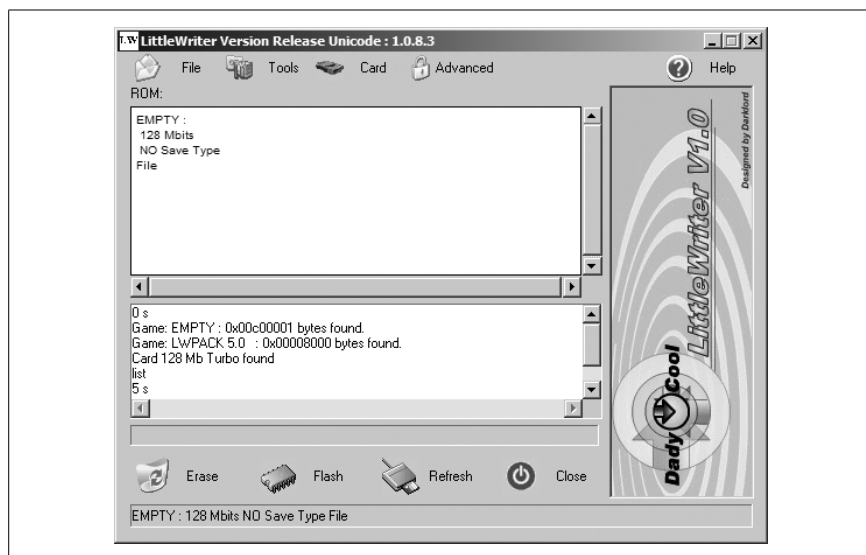 LW LittleWriter Version Release Unicode : 1.0.8.3
File Tools Card Advanced Help
ROM:
EMPTY :
128 Mbits
NO Save Type
File
0 s
Game: EMPTY : 0x00c00001 bytes found.
Game: LWPACK 5.0 : 0x00008000 bytes found.
Card 128 Mb Turbo found
list
5 s
Erase Flash Refresh Close
EMPTY : 128 Mbits NO Save Type File
Dady Cool
LittleWriter V1.0
Designed by Darkford